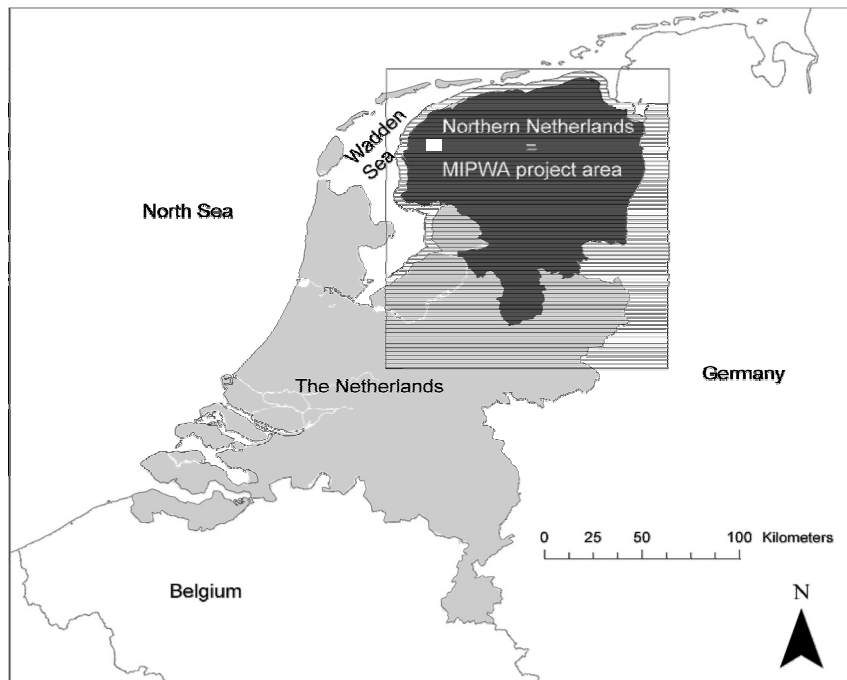 Northern Netherlands
=
MIPWA project area
Wadden
Sea
North Sea
The Netherlands
Germany
0 25 50 100 Kilometers
Belgium
N